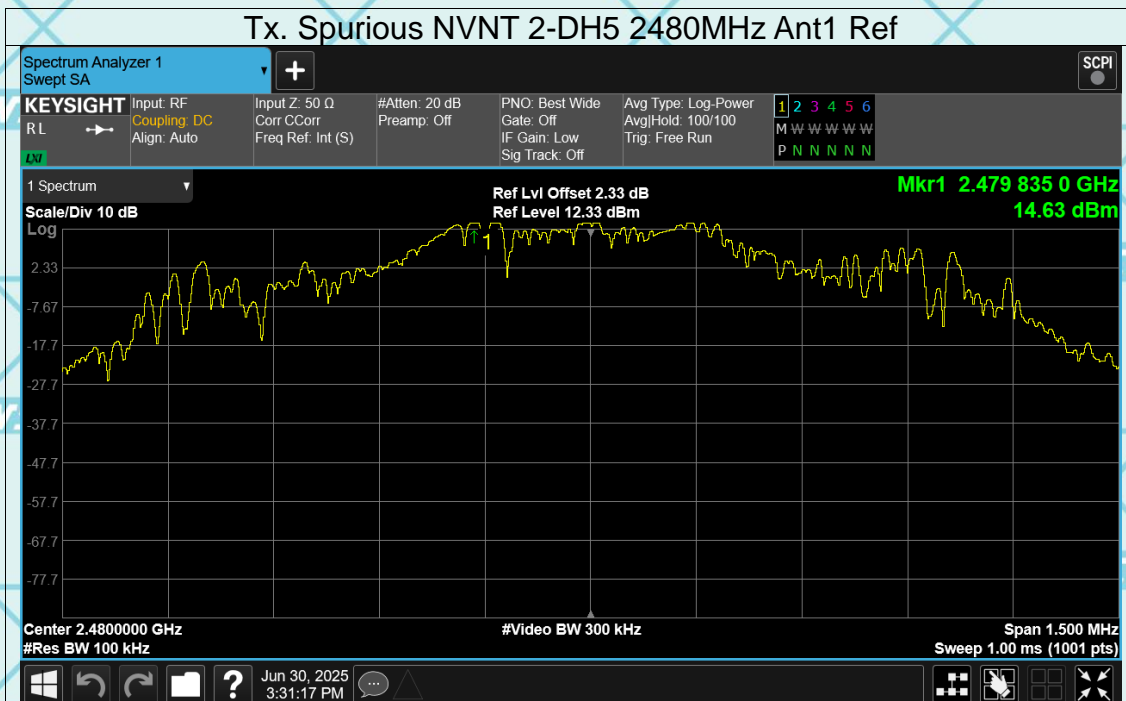 Tx. Spurious NVNT 2-DH5 2480MHz Ant1 Ref
Spectrum Analyzer 1
Swept SA
+
SCPI
KEYSIGHT
R L
LXI
Input: RF
Coupling: DC
Align: Auto
Input Z: 50 Ω
Corr CCorr
Freq Ref: Int (S)
#Atten: 20 dB
Preamp: Off
PNO: Best Wide
Gate: Off
IF Gain: Low
Sig Track: Off
Avg Type: Log-Power
Avg|Hold: 100/100
Trig: Free Run
1 2 3 4 5 6
M W W W W W
P N N N N N
1 Spectrum
Scale/Div 10 dB
Log
Ref Lvl Offset 2.33 dB
Ref Level 12.33 dBm
Mkr1 2.479 835 0 GHz
14.63 dBm
1
2.33
-7.67
-17.7
-27.7
-37.7
-47.7
-57.7
-67.7
-77.7
Center 2.4800000 GHz
#Res BW 100 kHz
#Video BW 300 kHz
Span 1.500 MHz
Sweep 1.00 ms (1001 pts)
?
Jun 30, 2025
3:31:17 PM